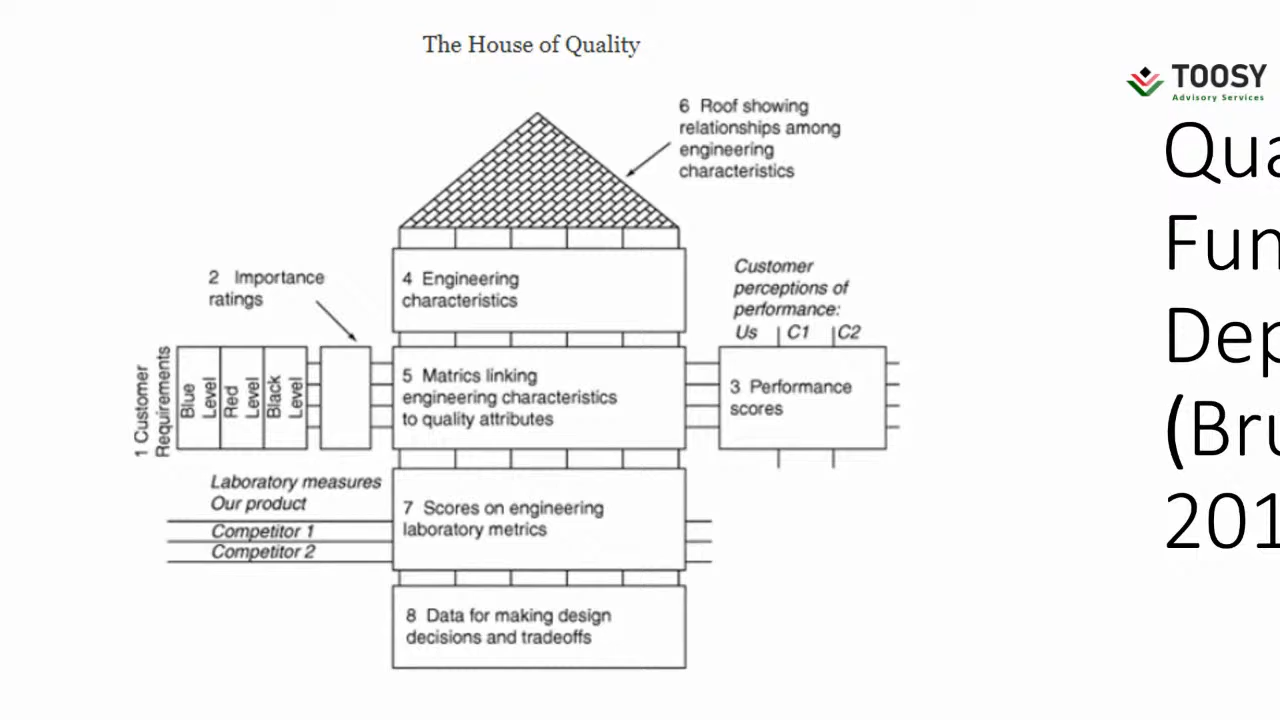 The House of Quality
TOOSY
Advisory Services
6 Roof showing
relationships among
engineering
characteristics
4 Engineering
characteristics
2 Importance
ratings
Customer
perceptions of
performance:
Us C1 C2
1 Customer
Requirements
Blue
Level
Red
Level
Black
Level
5 Matrics linking
engineering characteristics
to quality attributes
3 Performance
scores
Laboratory measures
Our product
Competitor 1
Competitor 2
7 Scores on engineering
laboratory metrics
8 Data for making design
decisions and tradeoffs
Qua
Fun
Dep
(Bru
201